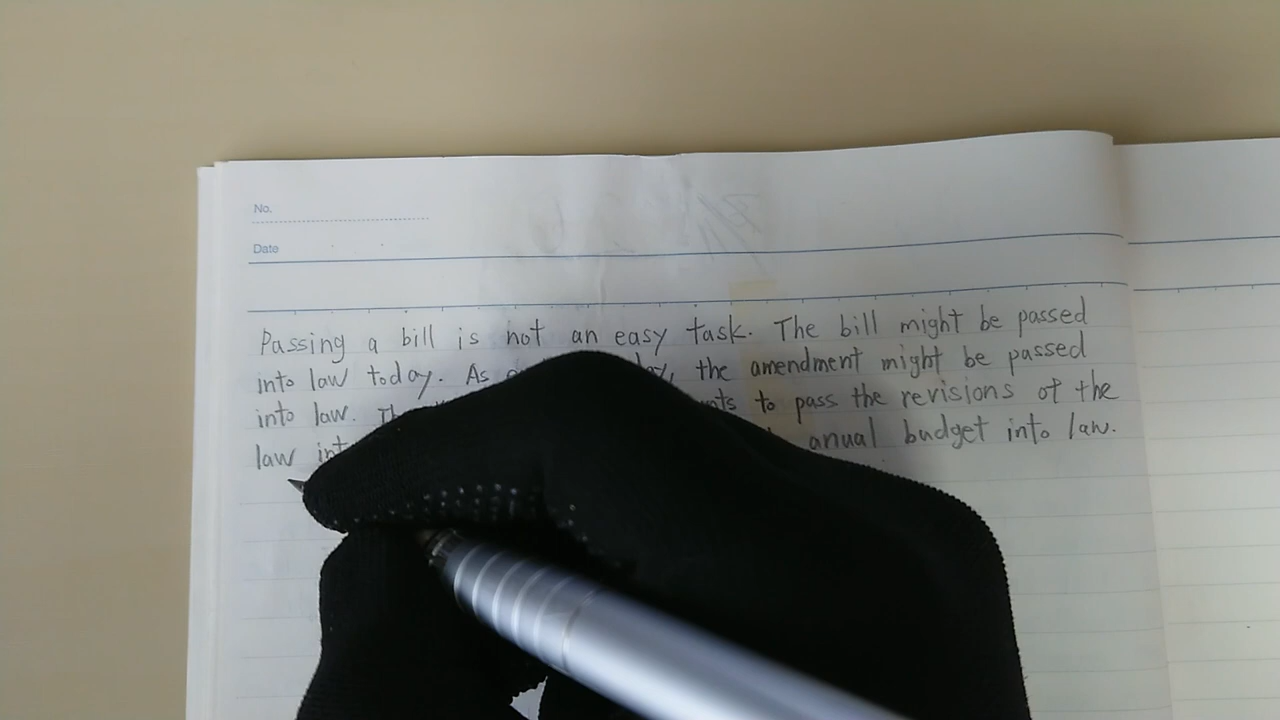 No.
Date
Passing a bill is not an easy task. The bill might be passed
into law today. As the amendment might be passed
into law. to pass the revisions of the
law anual budget into law.